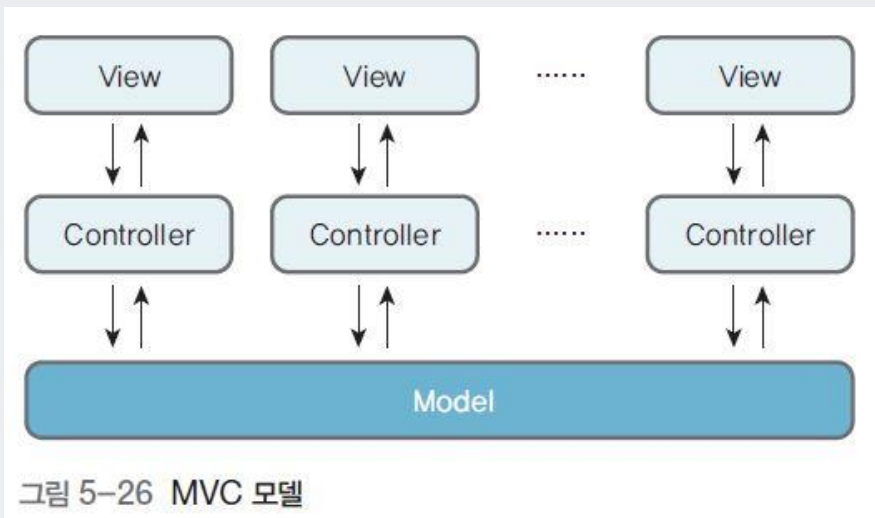 View View ...... View
Controller Controller ...... Controller
Model
그림 5-26 MVC 모델